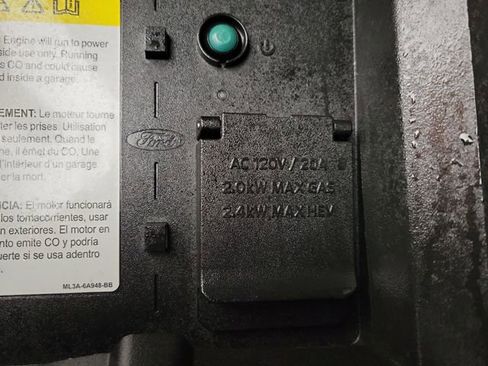 Engine will run to power
side use only. Running
s CO and could cause
d inside a garage.
EMENT: Le moteur tourne
ter les prises. Utilisation
seulement. Quand le
he, il émet du CO. Une
l'intérieur d'un garage
er la mort.
CIA: El motor funcionará
los tomacorrientes, usar
en exteriores. El motor en
nto emite CO y podría
uerte si se usa adentro
ML3A-6A948-BB
Ford
AC 120V / 20A
2.0kW MAX GAS
2.4kW MAX HEV